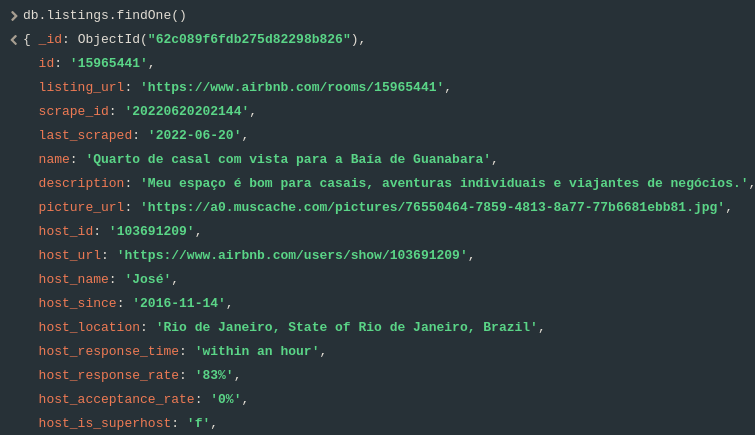 > db.listings.findOne()
< { _id: ObjectId("62c089f6fdb275d82298b826"),
id: '15965441',
listing_url: 'https://www.airbnb.com/rooms/15965441',
scrape_id: '20220620202144',
last_scraped: '2022-06-20',
name: 'Quarto de casal com vista para a Baía de Guanabara',
description: 'Meu espaço é bom para casais, aventuras individuais e viajantes de negócios.',
picture_url: 'https://a0.muscache.com/pictures/76550464-7859-4813-8a77-77b6681ebb81.jpg',
host_id: '103691209',
host_url: 'https://www.airbnb.com/users/show/103691209',
host_name: 'José',
host_since: '2016-11-14',
host_location: 'Rio de Janeiro, State of Rio de Janeiro, Brazil',
host_response_time: 'within an hour',
host_response_rate: '83%',
host_acceptance_rate: '0%',
host_is_superhost: 'f',